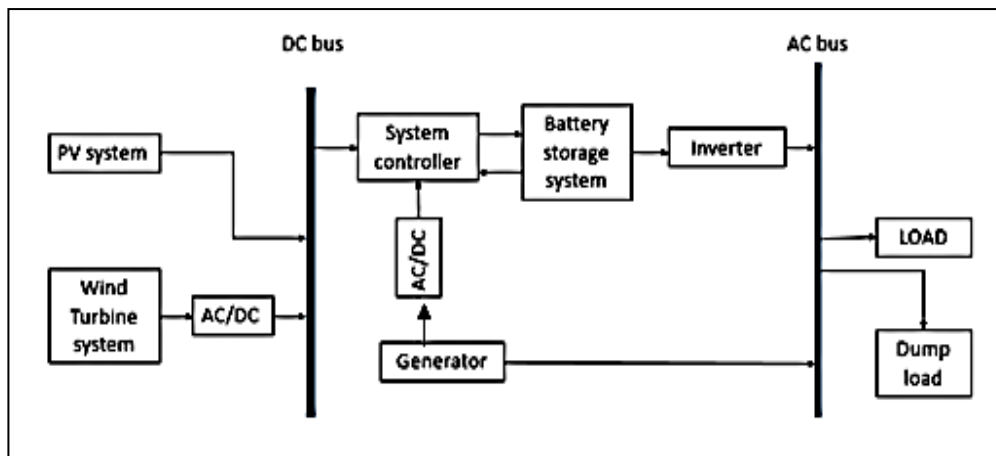 DC bus
AC bus
PV system
System
controller
Battery
storage
system
Inverter
AC/DC
LOAD
Wind
Turbine
system
AC/DC
Generator
Dump
load